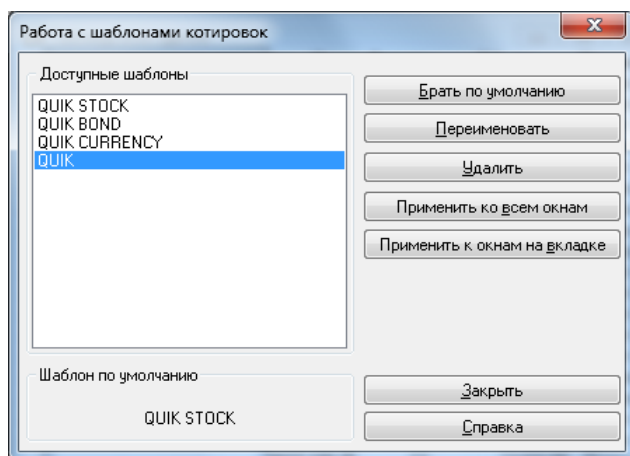 Работа с шаблонами котировок
Доступные шаблоны
QUIK STOCK
QUIK BOND
QUIK CURRENCY
QUIK
Брать по умолчанию
Переименовать
Удалить
Применить ко всем окнам
Применить к окнам на вкладке
Шаблон по умолчанию
QUIK STOCK
Закрыть
Справка